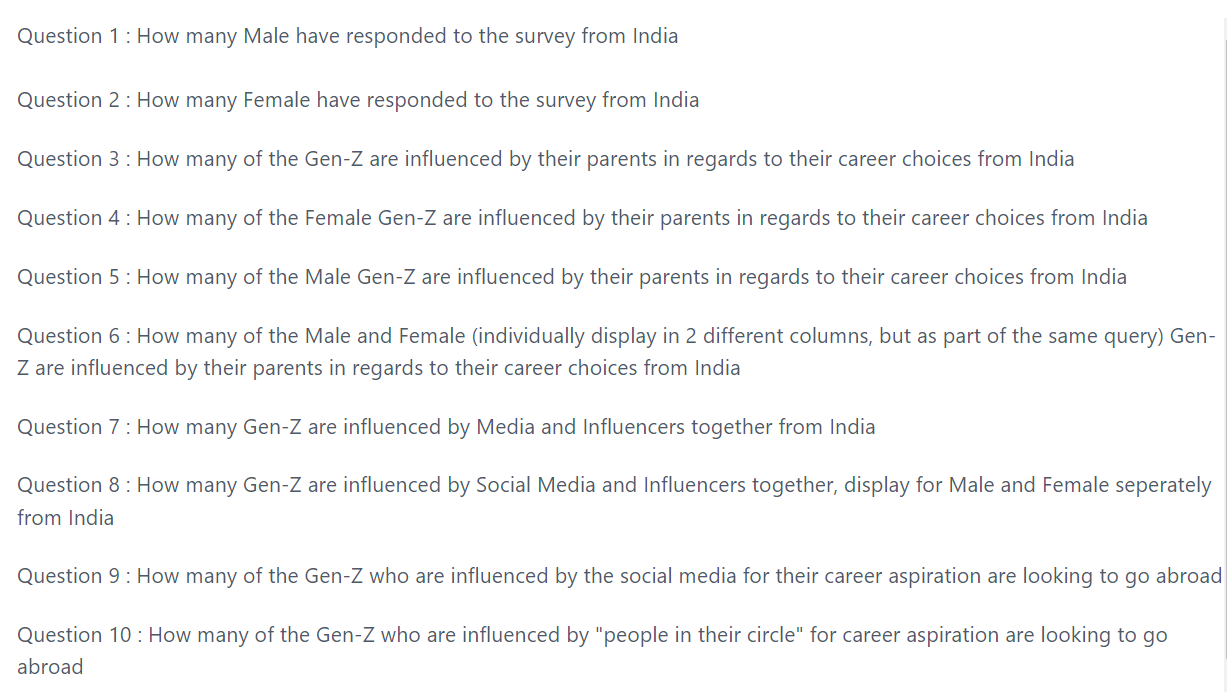 Question 1 : How many Male have responded to the survey from India
Question 2 : How many Female have responded to the survey from India
Question 3 : How many of the Gen-Z are influenced by their parents in regards to their career choices from India
Question 4 : How many of the Female Gen-Z are influenced by their parents in regards to their career choices from India
Question 5 : How many of the Male Gen-Z are influenced by their parents in regards to their career choices from India
Question 6 : How many of the Male and Female (individually display in 2 different columns, but as part of the same query) Gen-
Z are influenced by their parents in regards to their career choices from India
Question 7 : How many Gen-Z are influenced by Media and Influencers together from India
Question 8 : How many Gen-Z are influenced by Social Media and Influencers together, display for Male and Female seperately
from India
Question 9 : How many of the Gen-Z who are influenced by the social media for their career aspiration are looking to go abroad
Question 10 : How many of the Gen-Z who are influenced by "people in their circle" for career aspiration are looking to go
abroad